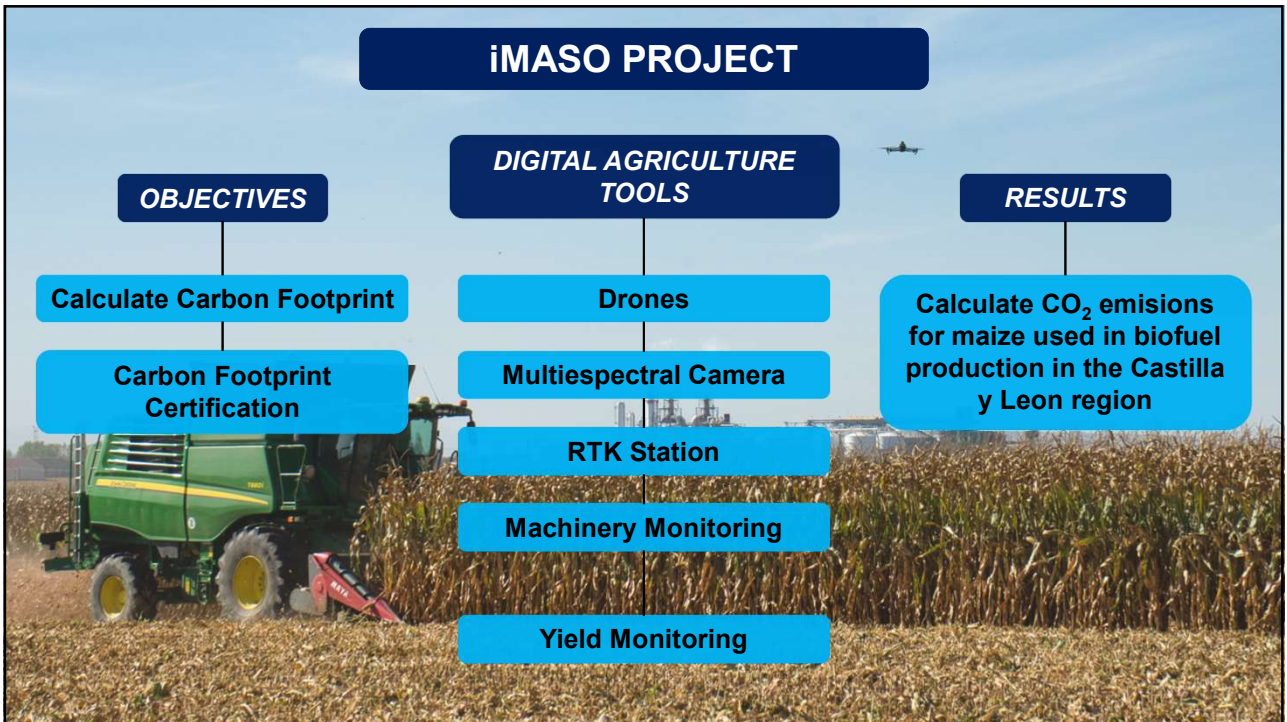 iMASO PROJECT
OBJECTIVES
Calculate Carbon Footprint
Carbon Footprint
Certification
DIGITAL AGRICULTURE
TOOLS
Drones
Multiespectral Camera
RTK Station
Machinery Monitoring
Yield Monitoring
RESULTS
Calculate CO₂ emisions
for maize used in biofuel
production in the Castilla
y Leon region